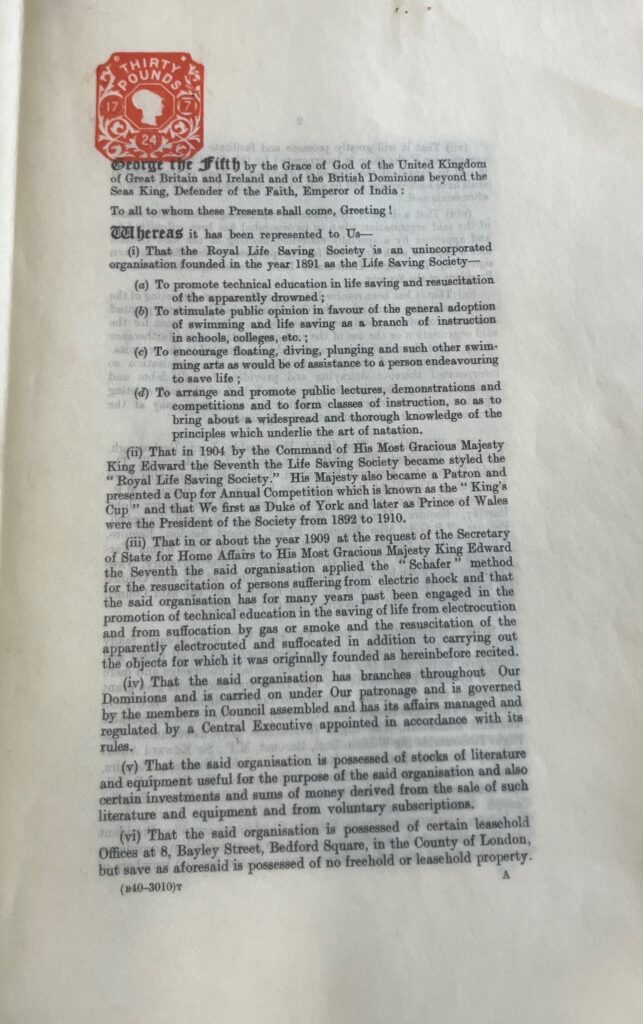 THIRTY
POUNDS
17 7
24
George the Fifth by the Grace of God of the United Kingdom
of Great Britain and Ireland and of the British Dominions beyond the
Seas King, Defender of the Faith, Emperor of India :
To all to whom these Presents shall come, Greeting !
Whereas it has been represented to Us—
(i) That the Royal Life Saving Society is an unincorporated
organisation founded in the year 1891 as the Life Saving Society—
(a) To promote technical education in life saving and resuscitation
of the apparently drowned ;
(b) To stimulate public opinion in favour of the general adoption
of swimming and life saving as a branch of instruction
in schools, colleges, etc. ;
(c) To encourage floating, diving, plunging and such other swim-
ming arts as would be of assistance to a person endeavouring
to save life ;
(d) To arrange and promote public lectures, demonstrations and
competitions and to form classes of instruction, so as to
bring about a widespread and thorough knowledge of the
principles which underlie the art of natation.
(ii) That in 1904 by the Command of His Most Gracious Majesty
King Edward the Seventh the Life Saving Society became styled the
“ Royal Life Saving Society.” His Majesty also became a Patron and
presented a Cup for Annual Competition which is known as the “ King's
Cup ” and that We first as Duke of York and later as Prince of Wales
were the President of the Society from 1892 to 1910.
(iii) That in or about the year 1909 at the request of the Secretary
of State for Home Affairs to His Most Gracious Majesty King Edward
the Seventh the said organisation applied the “ Schafer ” method
for the resuscitation of persons suffering from electric shock and that
the said organisation has for many years past been engaged in the
promotion of technical education in the saving of life from electrocution
and from suffocation by gas or smoke and the resuscitation of the
apparently electrocuted and suffocated in addition to carrying out
the objects for which it was originally founded as hereinbefore recited.
(iv) That the said organisation has branches throughout Our
Dominions and is carried on under Our patronage and is governed
by the members in Council assembled and has its affairs managed and
regulated by a Central Executive appointed in accordance with its
rules.
(v) That the said organisation is possessed of stocks of literature
and equipment useful for the purpose of the said organisation and also
certain investments and sums of money derived from the sale of such
literature and equipment and from voluntary subscriptions.
(vi) That the said organisation is possessed of certain leasehold
Offices at 8, Bayley Street, Bedford Square, in the County of London,
but save as aforesaid is possessed of no freehold or leasehold property.
(B40–3010)T A